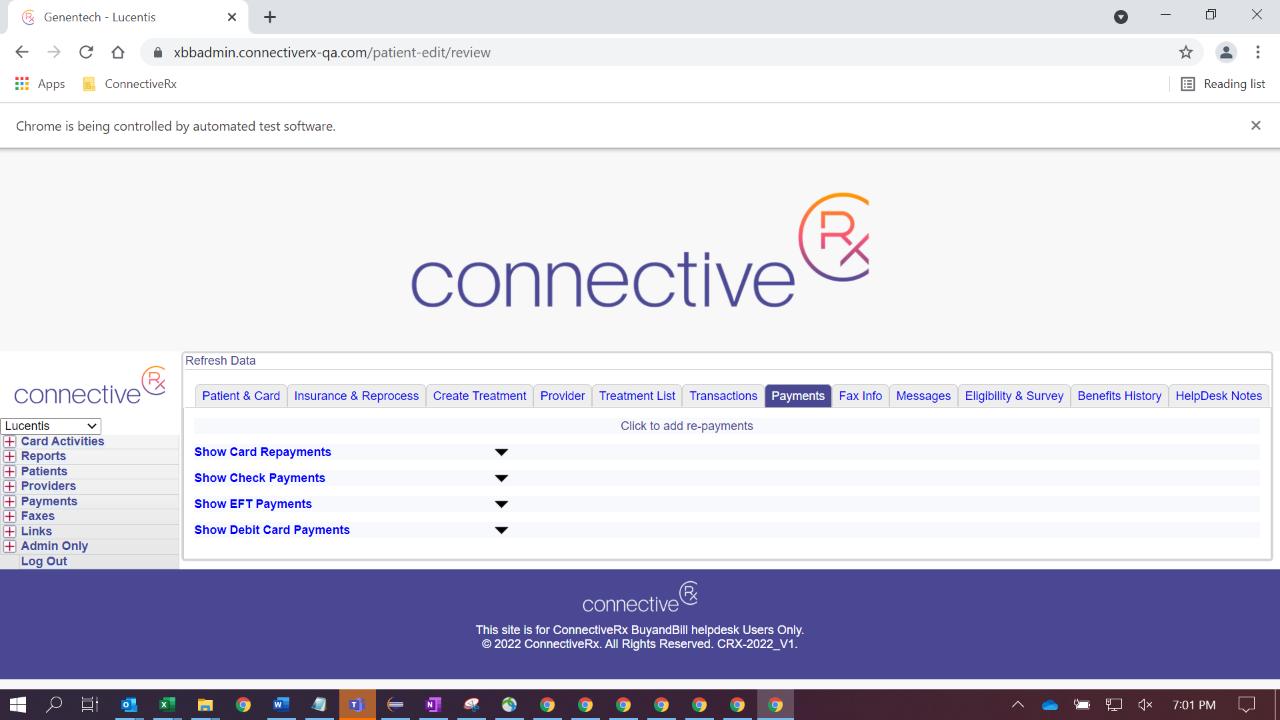 Genentech - Lucentis
xbbadmin.connectiverx-qa.com/patient-edit/review
Apps ConnectiveRx Reading list
Chrome is being controlled by automated test software.
connective Rx
Refresh Data
connective Rx
Patient & Card Insurance & Reprocess Create Treatment Provider Treatment List Transactions Payments Fax Info Messages Eligibility & Survey Benefits History HelpDesk Notes
Lucentis
Card Activities
Reports
Patients
Providers
Payments
Faxes
Links
Admin Only
Log Out
Click to add re-payments
Show Card Repayments
Show Check Payments
Show EFT Payments
Show Debit Card Payments
connective Rx
This site is for ConnectiveRx BuyandBill helpdesk Users Only.
© 2022 ConnectiveRx. All Rights Reserved. CRX-2022_V1.
7:01 PM